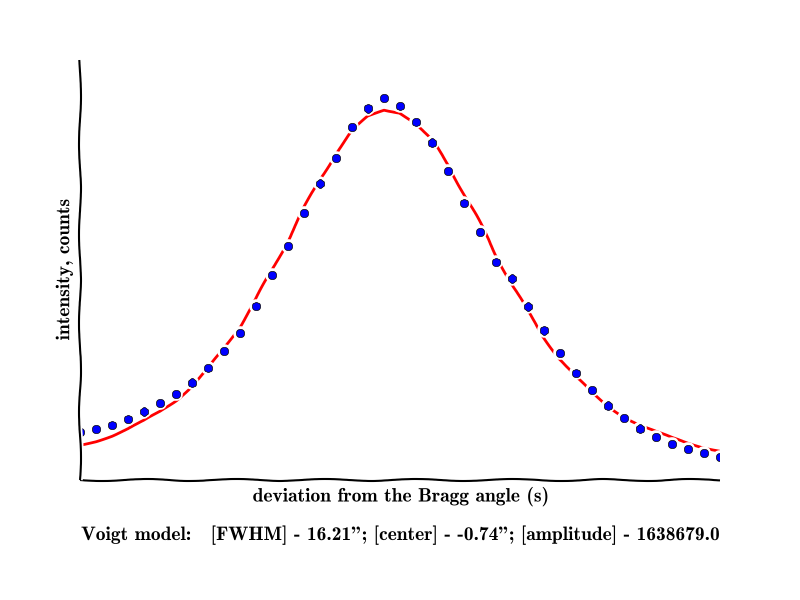 intensity, counts
deviation from the Bragg angle (s)
Voigt model: [FWHM] - 16.21”; [center] - -0.74”; [amplitude] - 1638679.0